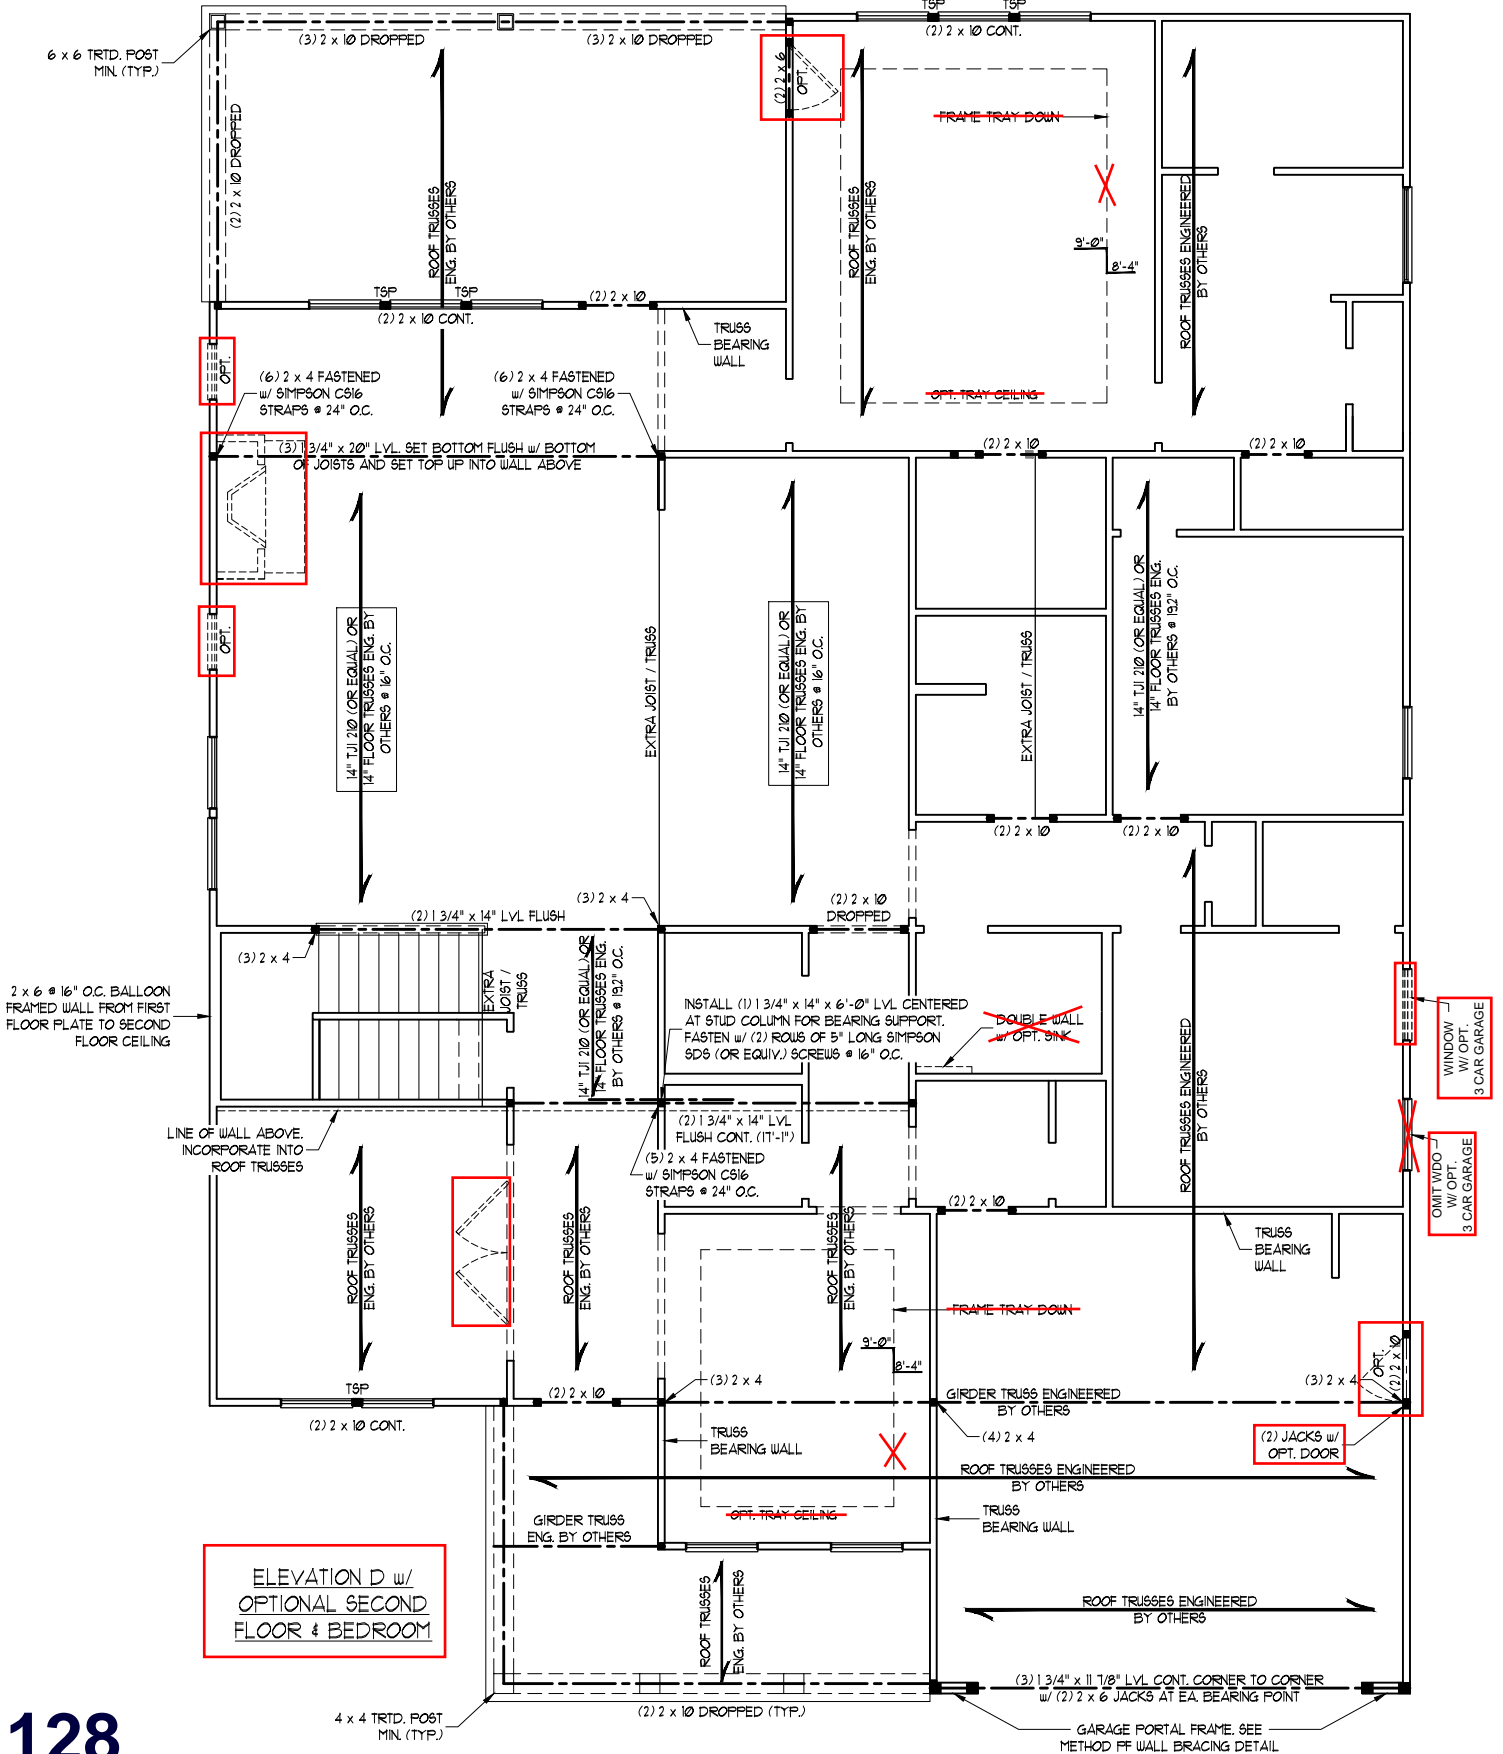 TSP
TSP
(2) 2 x 10 CONT.
6 x 6 TRTD. POST
MIN. (TYP.)
(3) 2 x 10 DROPPED
(3) 2 x 10 DROPPED
(2) 2 x 6
OPT.
(2) 2 x 10 DROPPED
FRAME TRAY DOWN
ROOF TRUSSES
ENG. BY OTHERS
ROOF TRUSSES
ENG. BY OTHERS
ROOF TRUSSES ENGINEERED
BY OTHERS
9'-0"
8'-4"
TSP
TSP
(2) 2 x 10 CONT.
(2) 2 x 10
TRUSS
BEARING
WALL
OPT.
(6) 2 x 4 FASTENED
w/ SIMPSON CS16
STRAPS @ 24" O.C.
(6) 2 x 4 FASTENED
w/ SIMPSON CS16
STRAPS @ 24" O.C.
OPT. TRAY CEILING
(3) 1 3/4" x 20" LVL. SET BOTTOM FLUSH w/ BOTTOM
OF JOISTS AND SET TOP UP INTO WALL ABOVE
(2) 2 x 10
(2) 2 x 10
OPT.
14" TJI 210 (OR EQUAL) OR
14" FLOOR TRUSSES ENG. BY
OTHERS @ 16" O.C.
EXTRA JOIST / TRUSS
14" TJI 210 (OR EQUAL) OR
14" FLOOR TRUSSES ENG. BY
OTHERS @ 16" O.C.
EXTRA JOIST / TRUSS
14" TJI 210 (OR EQUAL) OR
14" FLOOR TRUSSES ENG.
BY OTHERS @ 19.2" O.C.
(2) 2 x 10
(2) 2 x 10
(3) 2 x 4
(2) 2 x 10
DROPPED
(2) 1 3/4" x 14" LVL FLUSH
(3) 2 x 4
2 x 6 @ 16" O.C. BALLOON
FRAMED WALL FROM FIRST
FLOOR PLATE TO SECOND
FLOOR CEILING
EXTRA
JOIST /
TRUSS
14" TJI 210 (OR EQUAL) OR
14" FLOOR TRUSSES ENG.
BY OTHERS @ 19.2" O.C.
INSTALL (1) 1 3/4" x 14" x 6'-0" LVL CENTERED
AT STUD COLUMN FOR BEARING SUPPORT.
FASTEN w/ (2) ROWS OF 5" LONG SIMPSON
SDS (OR EQUIV.) SCREWS @ 16" O.C.
DOUBLE WALL
w/ OPT. SINK
WINDOW
W/ OPT.
3 CAR GARAGE
ROOF TRUSSES ENGINEERED
BY OTHERS
(2) 1 3/4" x 14" LVL
FLUSH CONT. (17'-1")
LINE OF WALL ABOVE.
INCORPORATE INTO
ROOF TRUSSES
(5) 2 x 4 FASTENED
w/ SIMPSON CS16
STRAPS @ 24" O.C.
OMIT WDO
W/ OPT.
3 CAR GARAGE
(2) 2 x 10
ROOF TRUSSES
ENG. BY OTHERS
ROOF TRUSSES
ENG. BY OTHERS
ROOF TRUSSES
ENG. BY OTHERS
TRUSS
BEARING
WALL
FRAME TRAY DOWN
9'-0"
8'-4"
OPT.
(2) 2 x 10
TSP
(2) 2 x 10 CONT.
(2) 2 x 10
(3) 2 x 4
(3) 2 x 4
GIRDER TRUSS ENGINEERED
BY OTHERS
TRUSS
BEARING WALL
(4) 2 x 4
(2) JACKS w/
OPT. DOOR
ROOF TRUSSES ENGINEERED
BY OTHERS
OPT. TRAY CEILING
GIRDER TRUSS
ENG. BY OTHERS
TRUSS
BEARING WALL
ELEVATION D w/
OPTIONAL SECOND
FLOOR & BEDROOM
ROOF TRUSSES
ENG. BY OTHERS
ROOF TRUSSES ENGINEERED
BY OTHERS
(3) 1 3/4" x 11 7/8" LVL CONT. CORNER TO CORNER
w/ (2) 2 x 6 JACKS AT EA. BEARING POINT
4 x 4 TRTD. POST
MIN. (TYP.)
(2) 2 x 10 DROPPED (TYP.)
GARAGE PORTAL FRAME. SEE
METHOD PF WALL BRACING DETAIL
128